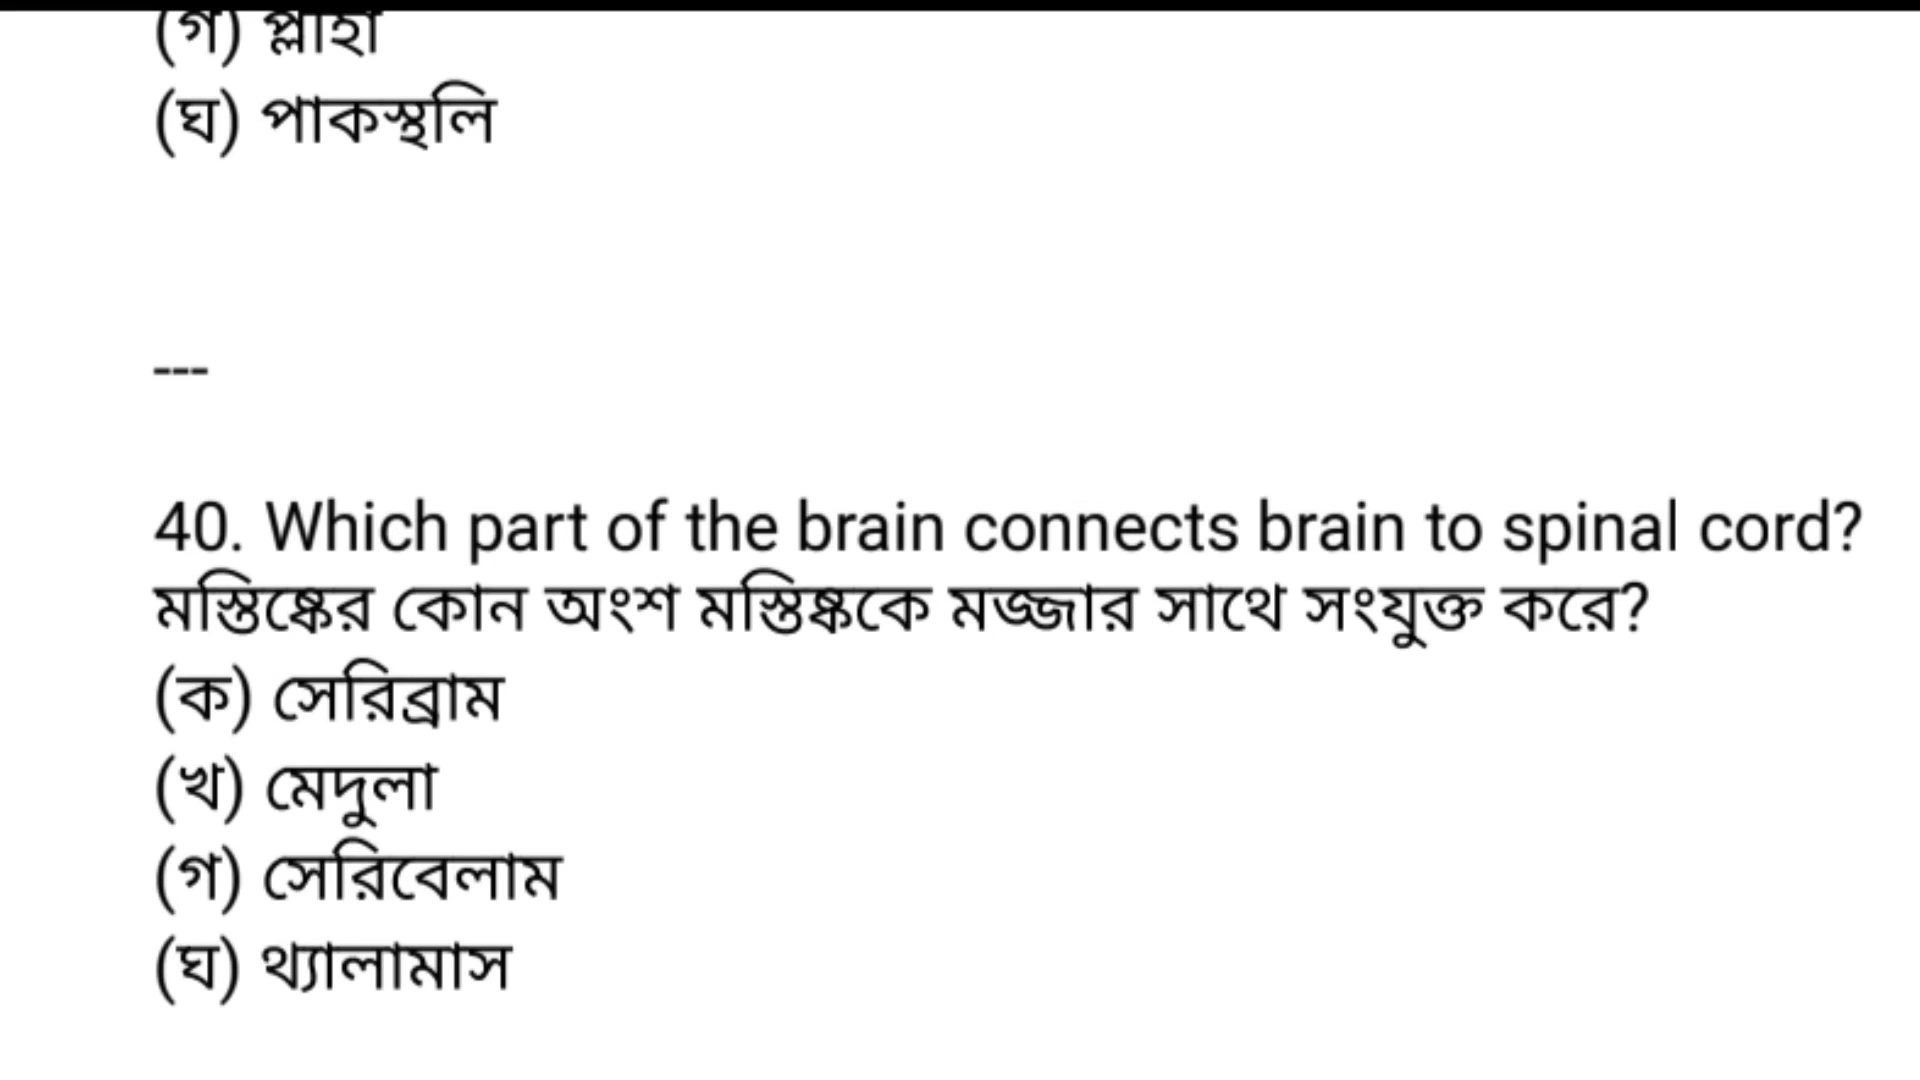 (গ) প্লীহা
(ঘ) পাকস্থলি
---
40. Which part of the brain connects brain to spinal cord?
মস্তিষ্কের কোন অংশ মস্তিষ্ককে মজ্জার সাথে সংযুক্ত করে?
(ক) সেরিব্রাম
(খ) মেদুলা
(গ) সেরিবেলাম
(ঘ) থ্যালামাস